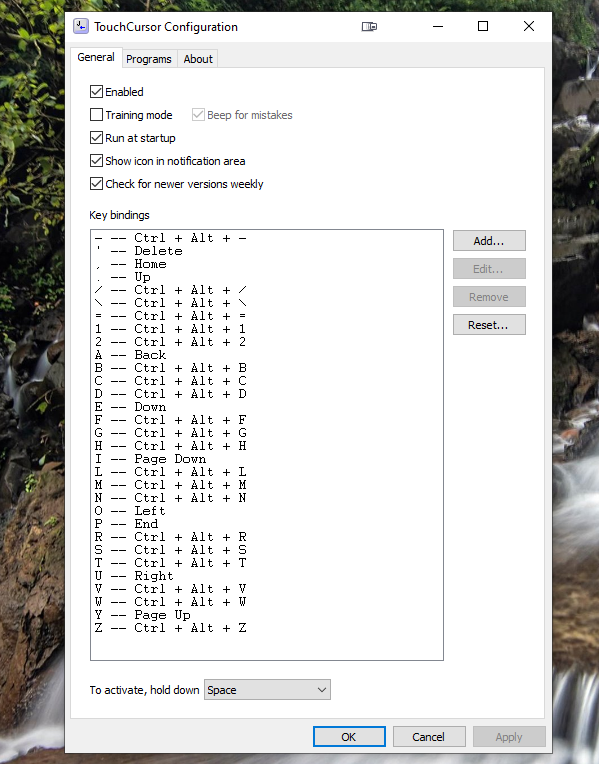 TouchCursor Configuration
General Programs About
Enabled
Training mode Beep for mistakes
Run at startup
Show icon in notification area
Check for newer versions weekly
Key bindings
- -- Ctrl + Alt + -
' -- Delete
, -- Home
. -- Up
/ -- Ctrl + Alt + /
\ -- Ctrl + Alt + \
= -- Ctrl + Alt + =
1 -- Ctrl + Alt + 1
2 -- Ctrl + Alt + 2
A -- Back
B -- Ctrl + Alt + B
C -- Ctrl + Alt + C
D -- Ctrl + Alt + D
E -- Down
F -- Ctrl + Alt + F
G -- Ctrl + Alt + G
H -- Ctrl + Alt + H
I -- Page Down
L -- Ctrl + Alt + L
M -- Ctrl + Alt + M
N -- Ctrl + Alt + N
O -- Left
P -- End
R -- Ctrl + Alt + R
S -- Ctrl + Alt + S
T -- Ctrl + Alt + T
U -- Right
V -- Ctrl + Alt + V
W -- Ctrl + Alt + W
Y -- Page Up
Z -- Ctrl + Alt + Z
Add...
Edit...
Remove
Reset...
To activate, hold down Space
OK Cancel Apply